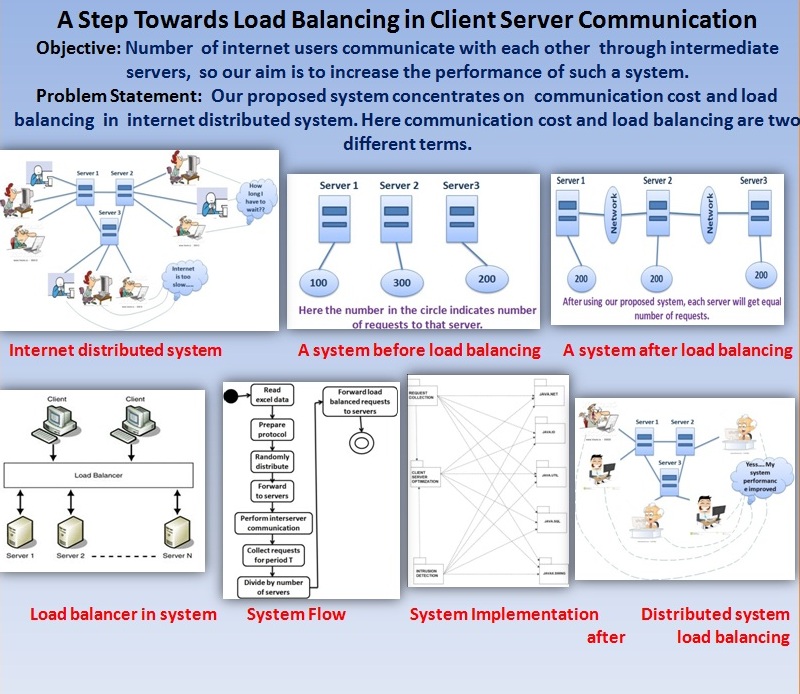 A Step Towards Load Balancing in Client Server Communication
Objective: Number of internet users communicate with each other through intermediate
servers, so our aim is to increase the performance of such a system.
Problem Statement: Our proposed system concentrates on communication cost and load
balancing in internet distributed system. Here communication cost and load balancing are two
different terms.
Server 1
Server 2
Server 3
How
long I
have to
wait??
Internet
is too
slow....
Internet distributed system
Server 1
Server 2
Server3
100
300
200
Here the number in the circle indicates number
of requests to that server.
A system before load balancing
Server 1
Server 2
Server3
Network
Network
200
200
200
After using our proposed system, each server will get equal
number of requests.
A system after load balancing
Client
Client
Load Balancer
Server 1
Server 2
Server N
Load balancer in system
Read
excel data
Prepare
protocol
Randomly
distribute
Forward
to servers
Perform interserver
communication
Collect requests
for period T
Divide by number
of servers
Forward load
balanced requests
to servers
System Flow
REQUEST
COLLECTION
CLIENT
SERVER
OPTIMIZATION
INTRUSION
DETECTION
JAVA.NET
JAVA.IO
JAVA.UTIL
JAVA.SQL
JAVAX.SWING
System Implementation
Server 1
Server 2
Server 3
Yess....My
system
performanc
e improved
Distributed system
after load balancing